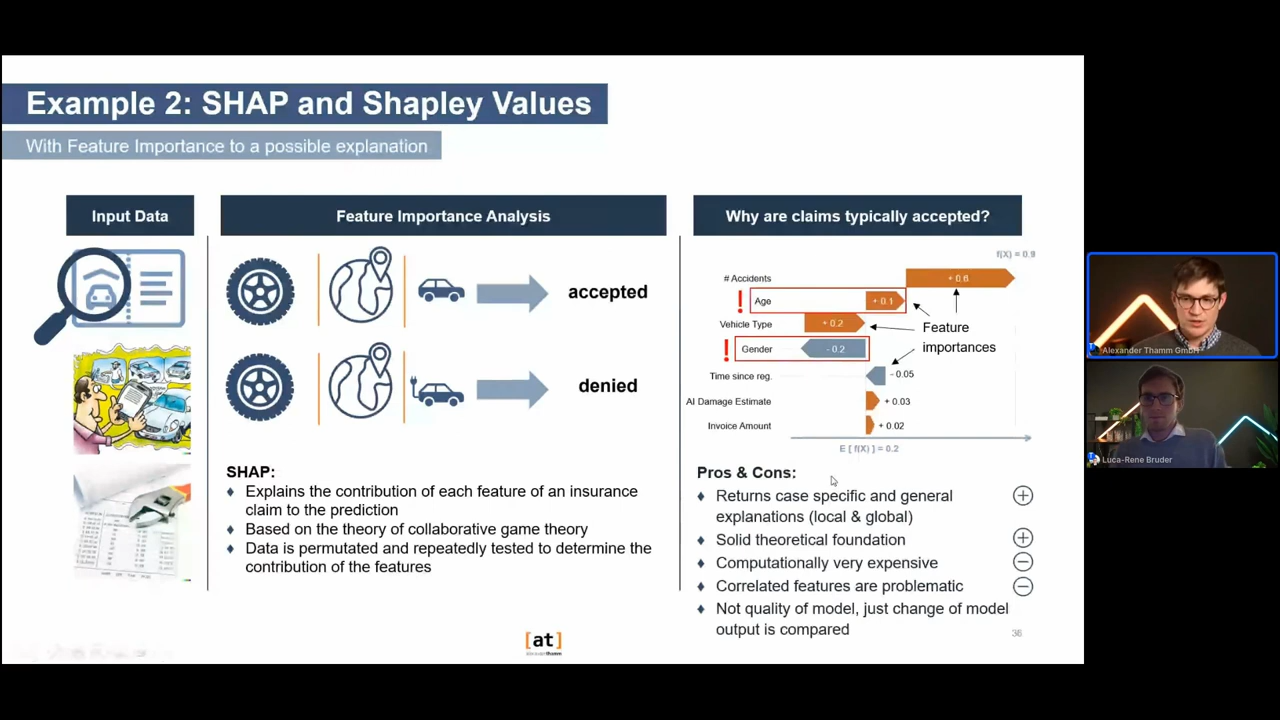 Example 2: SHAP and Shapley Values
With Feature Importance to a possible explanation
Input Data
Feature Importance Analysis
accepted
denied
SHAP:
Explains the contribution of each feature of an insurance
claim to the prediction
Based on the theory of collaborative game theory
Data is permutated and repeatedly tested to determine the
contribution of the features
Why are claims typically accepted?
f(X) = 0.9
# Accidents
+ 0.6
Age
+ 0.1
Vehicle Type
+ 0.2
Feature
importances
Gender
- 0.2
Time since reg.
- 0.05
AI Damage Estimate
+ 0.03
Invoice Amount
+ 0.02
E [ f(X) ] = 0.2
Pros & Cons:
Returns case specific and general
explanations (local & global)
Solid theoretical foundation
Computationally very expensive
Correlated features are problematic
Not quality of model, just change of model
output is compared
[at]
alexanderthamm
36
Alexander Thamm GmbH
Luca-Rene Bruder